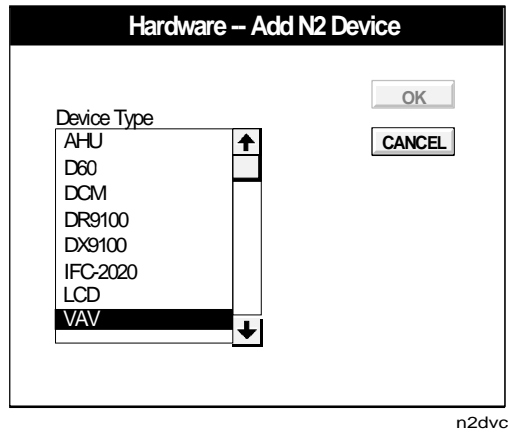 Hardware -- Add N2 Device
OK
Device Type
CANCEL
AHU
D60
DCM
DR9100
DX9100
IFC-2020
LCD
VAV
n2dvc